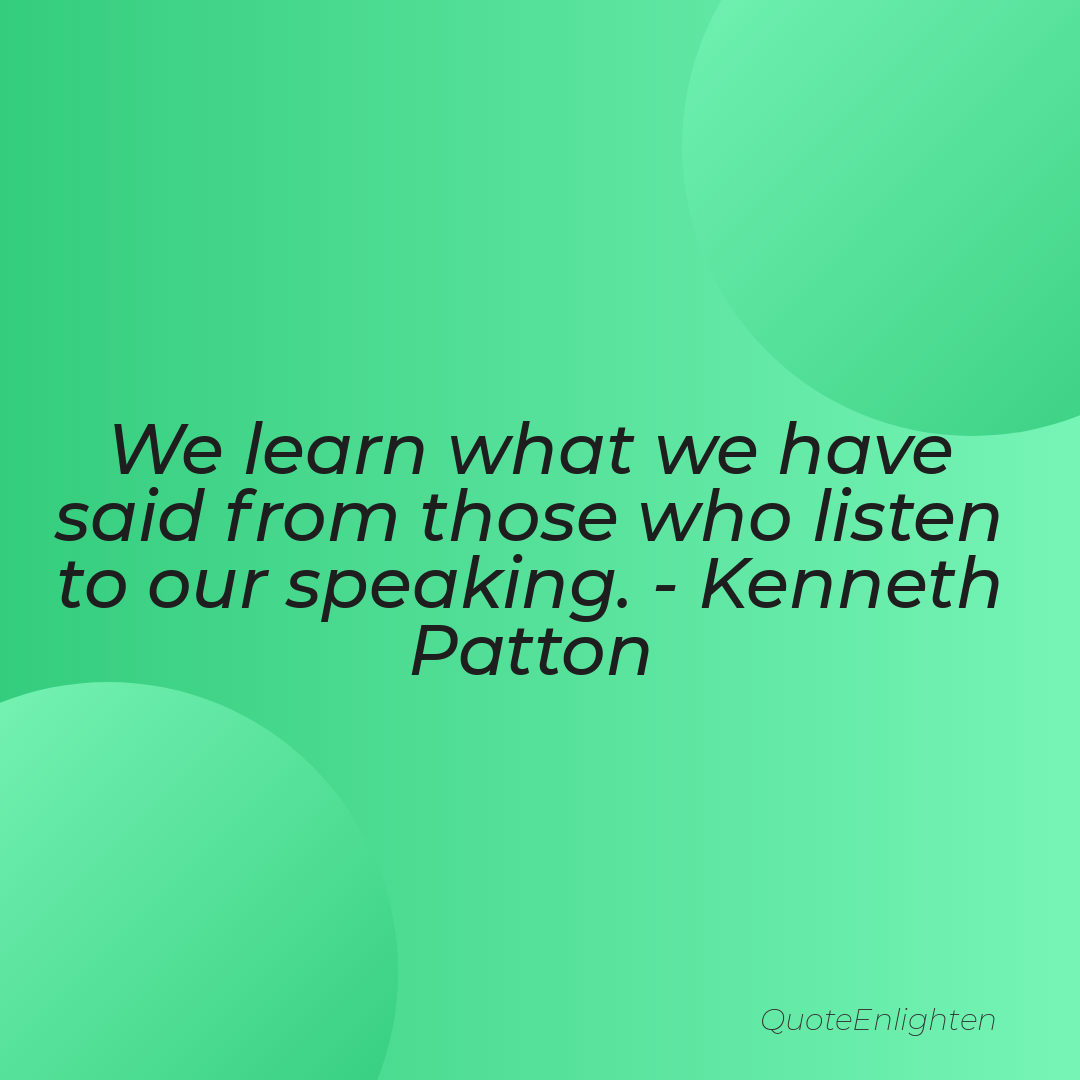 We learn what we have
said from those who listen
to our speaking. - Kenneth
Patton
QuoteEnlighten